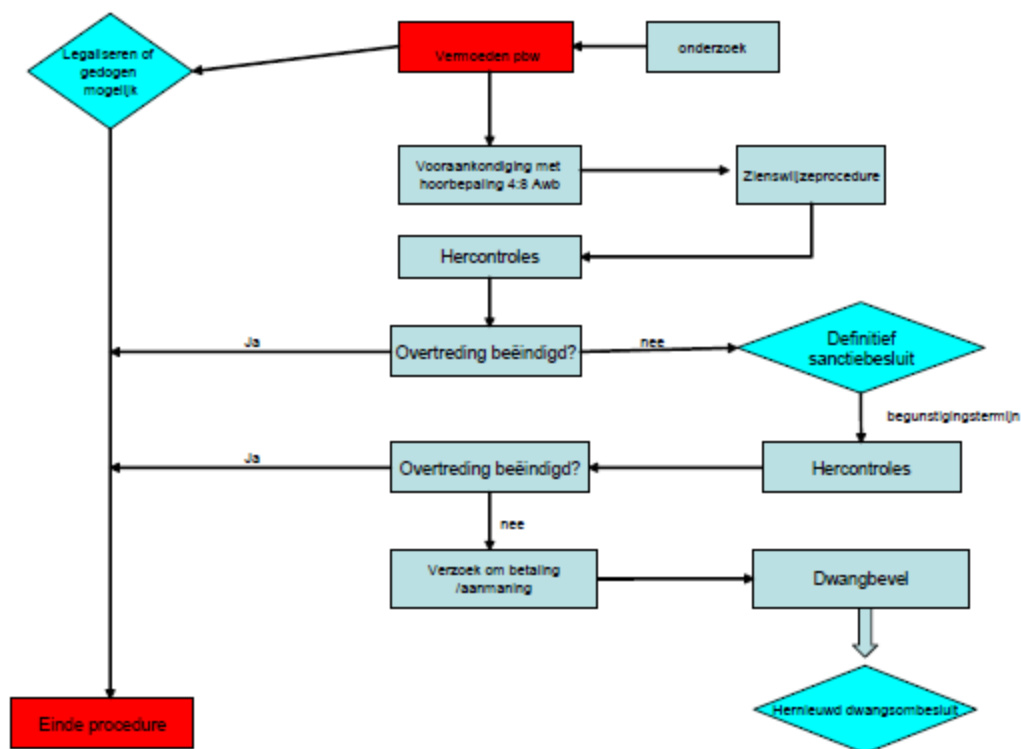 Legaliseren of
gedogen
mogelijk
Vermoeden pbw
onderzoek
Vooraankondiging met
hoorbepaling 4:8 Awb
Zienswijzeprocedure
Hercontroles
Ja
Overtreding beëindigd?
nee
Definitief
sanctiebesluit
begunstigingstermijn
Ja
Overtreding beëindigd?
Hercontroles
nee
Verzoek om betaling
/aanmaning
Dwangbevel
Einde procedure
Hernieuwd dwangsombesluit